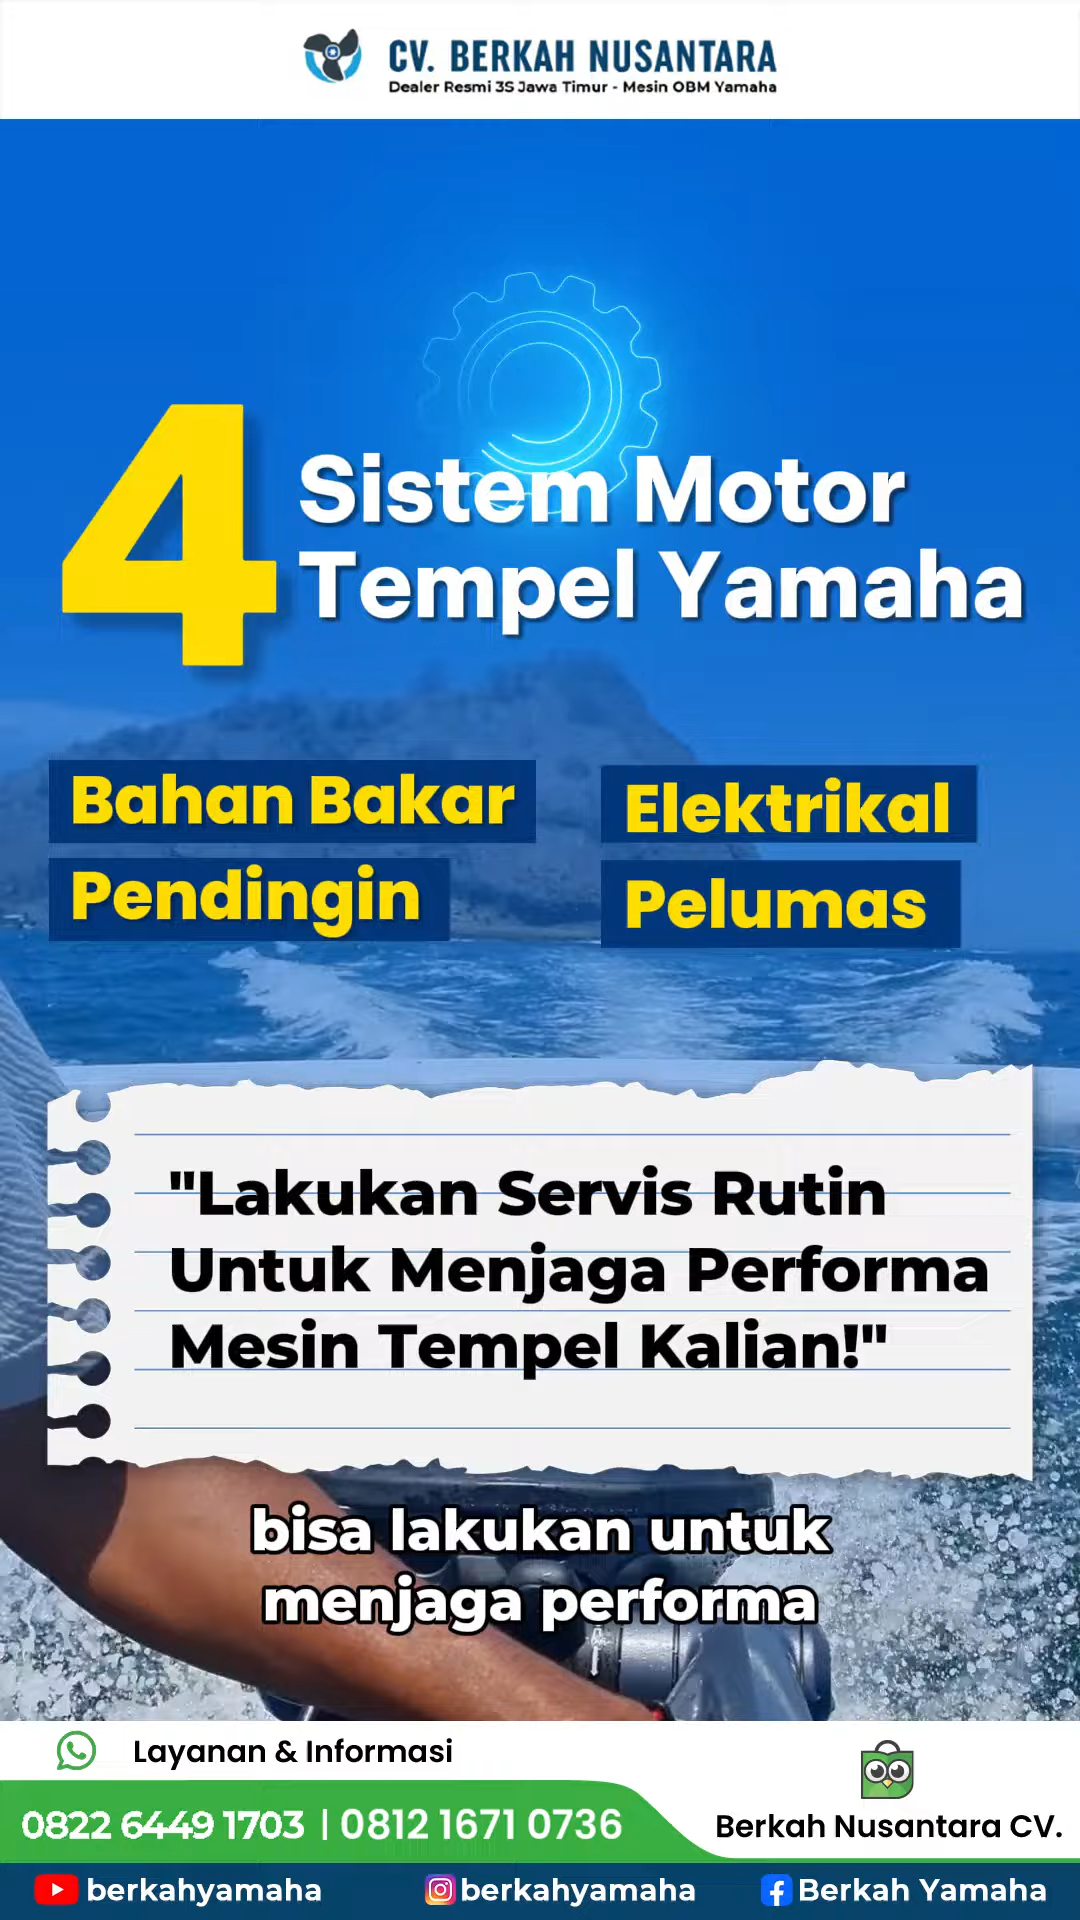 CV. BERKAH NUSANTARA
Dealer Resmi 3S Jawa Timur - Mesin OBM Yamaha
4 Sistem Motor
Tempel Yamaha
Bahan Bakar
Elektrikal
Pendingin
Pelumas
"Lakukan Servis Rutin
Untuk Menjaga Performa
Mesin Tempel Kalian!"
bisa lakukan untuk
menjaga performa
Layanan & Informasi
0822 6449 1703 | 0812 1671 0736
Berkah Nusantara CV.
berkahyamaha
berkahyamaha
Berkah Yamaha